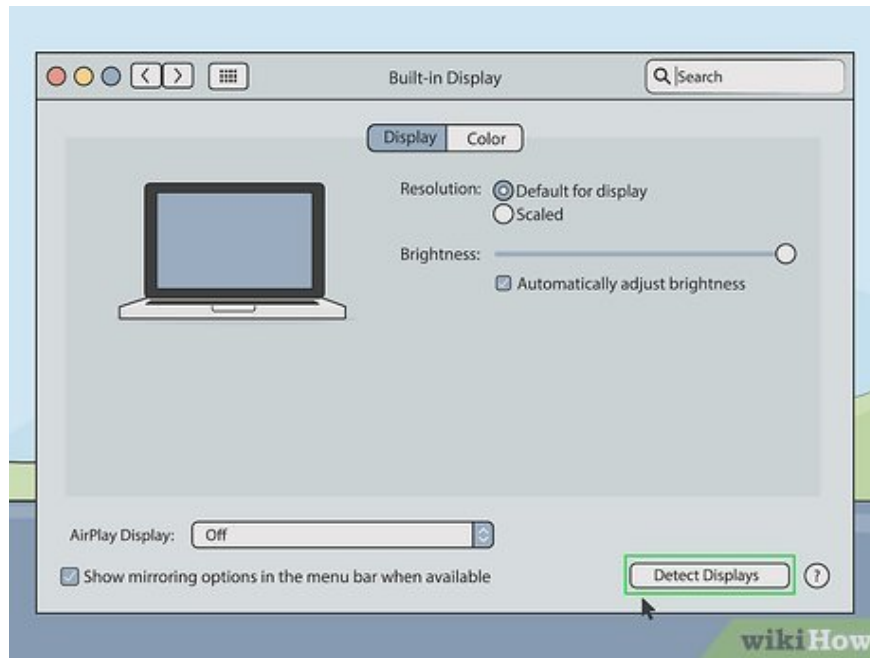 Built-in Display
Search
Display Color
Resolution: Default for display
Scaled
Brightness:
Automatically adjust brightness
AirPlay Display: Off
Show mirroring options in the menu bar when available
Detect Displays ?
wikiHow